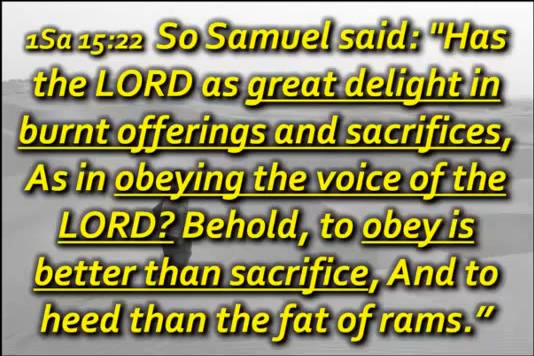 1Sa 15:22 So Samuel said: "Has
the LORD as great delight in
burnt offerings and sacrifices,
As in obeying the voice of the
LORD? Behold, to obey is
better than sacrifice, And to
heed than the fat of rams.”